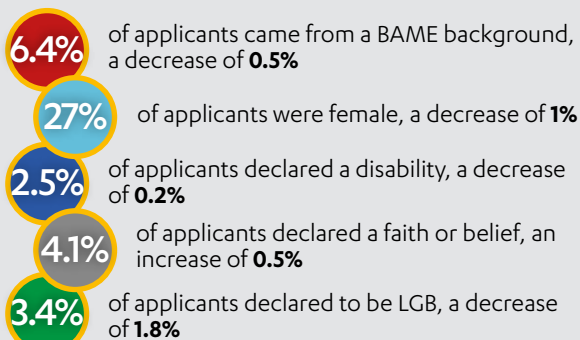 6.4%
of applicants came from a BAME background,
a decrease of 0.5%
27%
of applicants were female, a decrease of 1%
2.5%
of applicants declared a disability, a decrease
of 0.2%
4.1%
of applicants declared a faith or belief, an
increase of 0.5%
3.4%
of applicants declared to be LGB, a decrease
of 1.8%